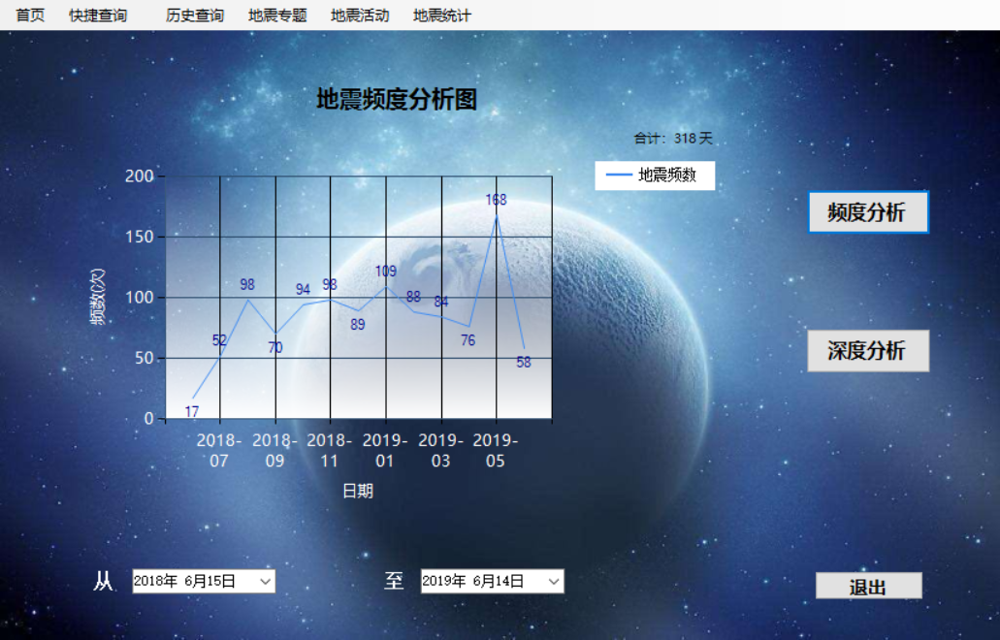 首页 快捷查询 历史查询 地震专题 地震活动 地震统计
地震频度分析图
合计：318 天
地震频数
频度分析
深度分析
频数(次)
200
150
100
50
0
17
52
98
70
94
98
89
109
88
84
76
168
58
2018-07
2018-09
2018-11
2019-01
2019-03
2019-05
日期
从 2018年 6月15日 至 2019年 6月14日
退出